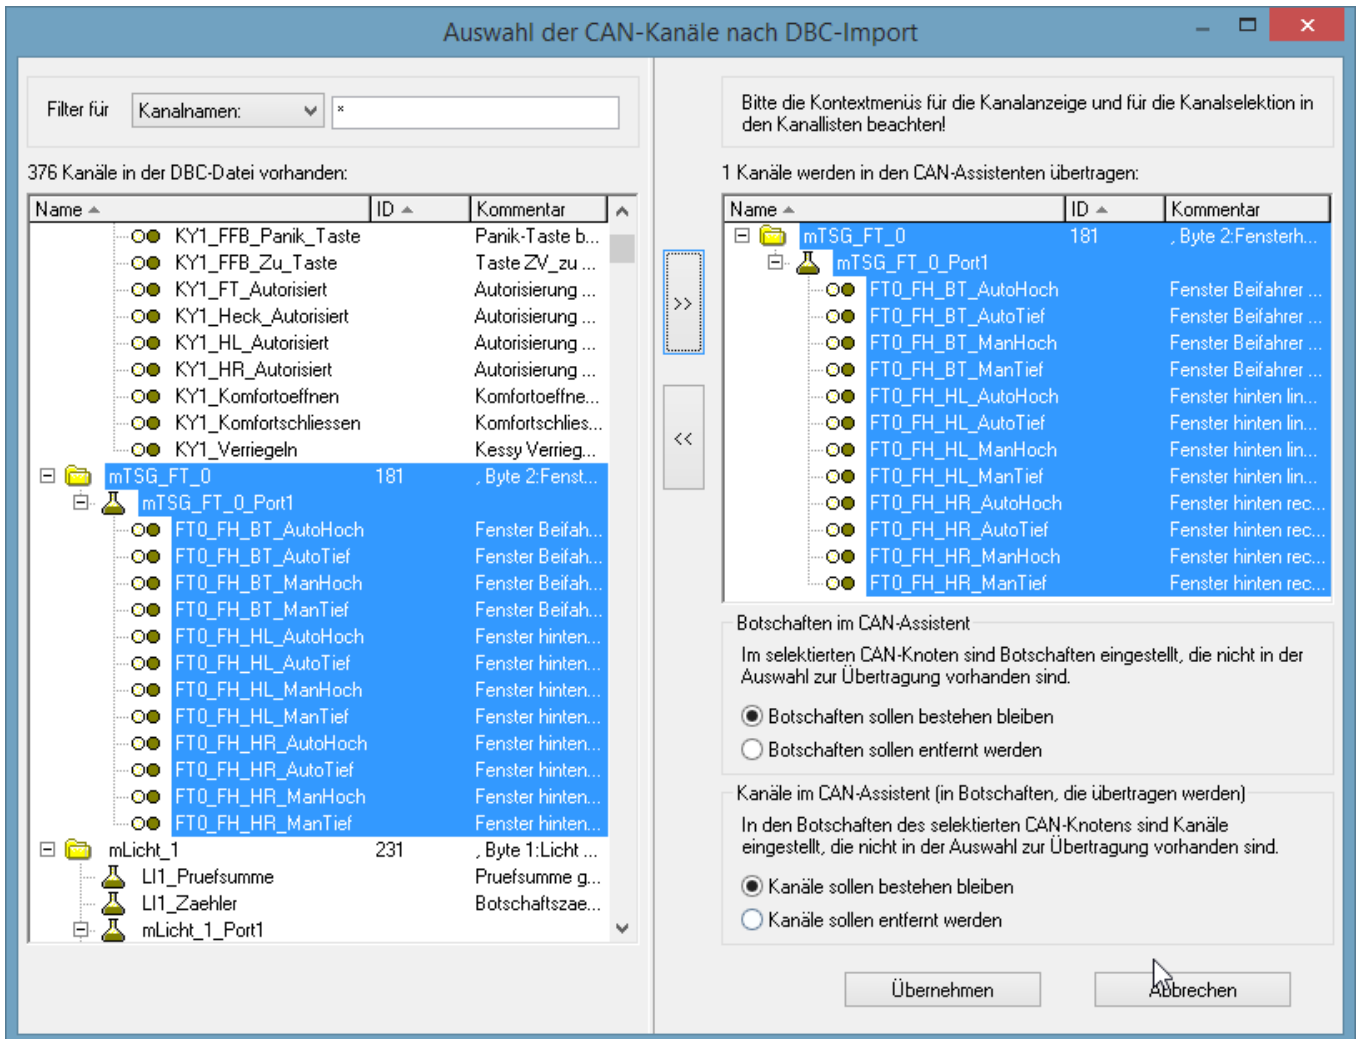 Auswahl der CAN-Kanäle nach DBC-Import
Filter für Kanalnamen: *
376 Kanäle in der DBC-Datei vorhanden:
Name ID Kommentar
KY1_FFB_Panik_Taste Panik-Taste b...
KY1_FFB_Zu_Taste Taste ZV_zu ...
KY1_FT_Autorisiert Autorisierung ...
KY1_Heck_Autorisiert Autorisierung ...
KY1_HL_Autorisiert Autorisierung ...
KY1_HR_Autorisiert Autorisierung ...
KY1_Komfortoeffnen Komfortoeffne...
KY1_Komfortschliessen Komfortschlies...
KY1_Verriegeln Kessy Verrieg...
mTSG_FT_0 181 , Byte 2:Fenst...
mTSG_FT_0_Port1
FT0_FH_BT_AutoHoch Fenster Beifah...
FT0_FH_BT_AutoTief Fenster Beifah...
FT0_FH_BT_ManHoch Fenster Beifah...
FT0_FH_BT_ManTief Fenster Beifah...
FT0_FH_HL_AutoHoch Fenster hinten...
FT0_FH_HL_AutoTief Fenster hinten...
FT0_FH_HL_ManHoch Fenster hinten...
FT0_FH_HL_ManTief Fenster hinten...
FT0_FH_HR_AutoHoch Fenster hinten...
FT0_FH_HR_AutoTief Fenster hinten...
FT0_FH_HR_ManHoch Fenster hinten...
FT0_FH_HR_ManTief Fenster hinten...
mLicht_1 231 , Byte 1:Licht ...
LI1_Pruefsumme Pruefsumme g...
LI1_Zaehler Botschaftszae...
mLicht_1_Port1
>>
<<
Bitte die Kontextmenüs für die Kanalanzeige und für die Kanalselektion in
den Kanallisten beachten!
1 Kanäle werden in den CAN-Assistenten übertragen:
Name ID Kommentar
mTSG_FT_0 181 , Byte 2:Fensterh...
mTSG_FT_0_Port1
FT0_FH_BT_AutoHoch Fenster Beifahrer ...
FT0_FH_BT_AutoTief Fenster Beifahrer ...
FT0_FH_BT_ManHoch Fenster Beifahrer ...
FT0_FH_BT_ManTief Fenster Beifahrer ...
FT0_FH_HL_AutoHoch Fenster hinten lin...
FT0_FH_HL_AutoTief Fenster hinten lin...
FT0_FH_HL_ManHoch Fenster hinten lin...
FT0_FH_HL_ManTief Fenster hinten lin...
FT0_FH_HR_AutoHoch Fenster hinten rec...
FT0_FH_HR_AutoTief Fenster hinten rec...
FT0_FH_HR_ManHoch Fenster hinten rec...
FT0_FH_HR_ManTief Fenster hinten rec...
Botschaften im CAN-Assistent
Im selektierten CAN-Knoten sind Botschaften eingestellt, die nicht in der
Auswahl zur Übertragung vorhanden sind.
Botschaften sollen bestehen bleiben
Botschaften sollen entfernt werden
Kanäle im CAN-Assistent (in Botschaften, die übertragen werden)
In den Botschaften des selektierten CAN-Knotens sind Kanäle
eingestellt, die nicht in der Auswahl zur Übertragung vorhanden sind.
Kanäle sollen bestehen bleiben
Kanäle sollen entfernt werden
Übernehmen Abbrechen